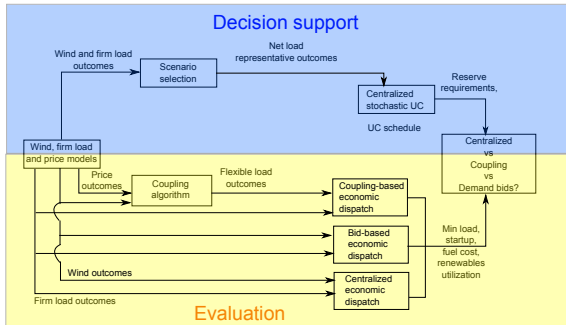 Decision support
Wind and firm load
outcomes
Scenario
selection
Net load
representative outcomes
Centralized
stochastic UC
Reserve
requirements,
UC schedule
Wind, firm load
and price models
Centralized
vs
Coupling
vs
Demand bids?
Price
outcomes
Coupling
algorithm
Flexible load
outcomes
Coupling-based
economic
dispatch
Bid-based
economic
dispatch
Min load,
startup,
fuel cost,
renewables
utilization
Wind outcomes
Centralized
economic
dispatch
Firm load outcomes
Evaluation